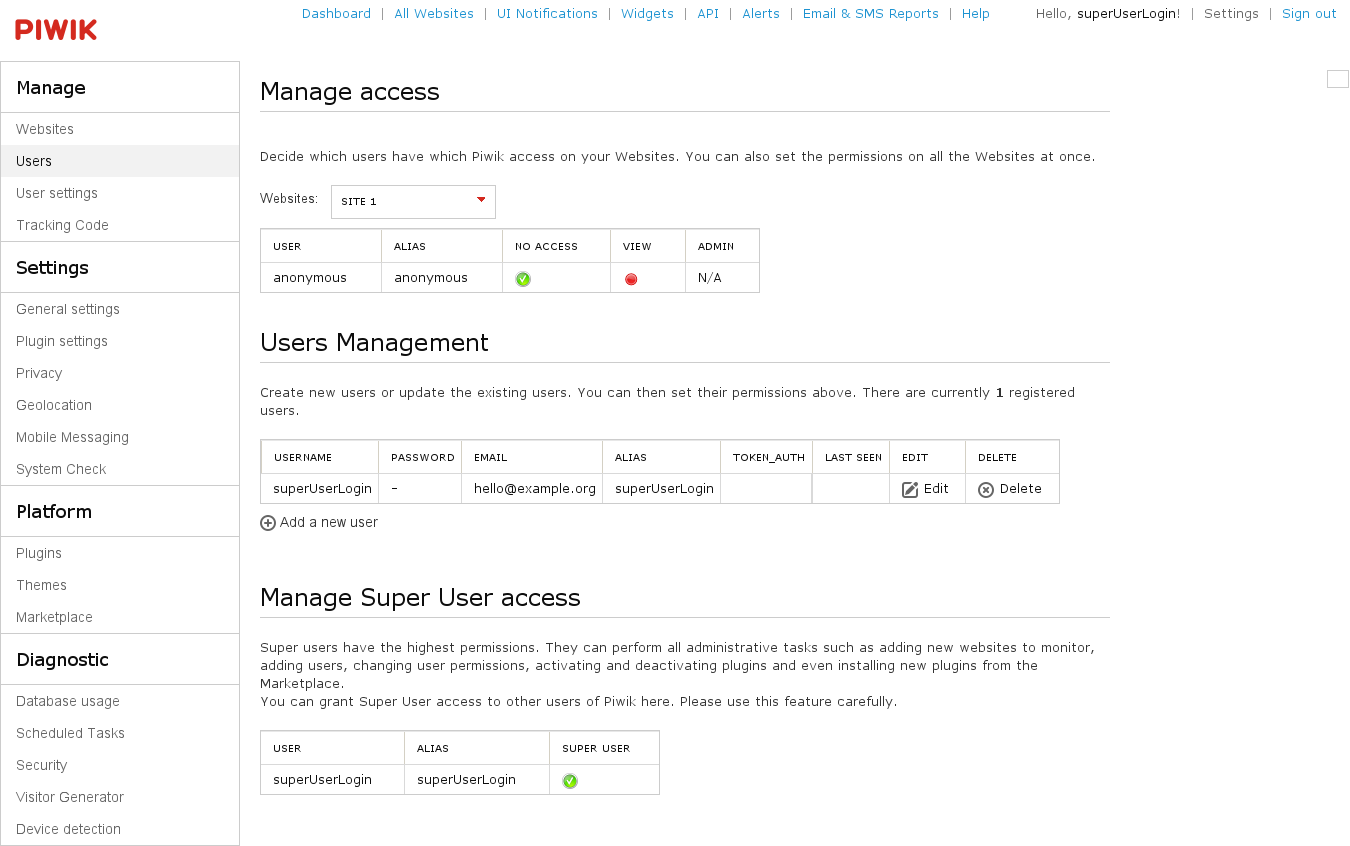 PIWIK
Dashboard | All Websites | UI Notifications | Widgets | API | Alerts | Email & SMS Reports | Help
Hello, superUserLogin! | Settings | Sign out
Manage
Websites
Users
User settings
Tracking Code
Settings
General settings
Plugin settings
Privacy
Geolocation
Mobile Messaging
System Check
Platform
Plugins
Themes
Marketplace
Diagnostic
Database usage
Scheduled Tasks
Security
Visitor Generator
Device detection
Manage access
Decide which users have which Piwik access on your Websites. You can also set the permissions on all the Websites at once.
Websites: SITE 1
USER ALIAS NO ACCESS VIEW ADMIN
anonymous anonymous N/A
Users Management
Create new users or update the existing users. You can then set their permissions above. There are currently 1 registered
users.
USERNAME PASSWORD EMAIL ALIAS TOKEN_AUTH LAST SEEN EDIT DELETE
superUserLogin - hello@example.org superUserLogin Edit Delete
Add a new user
Manage Super User access
Super users have the highest permissions. They can perform all administrative tasks such as adding new websites to monitor,
adding users, changing user permissions, activating and deactivating plugins and even installing new plugins from the
Marketplace.
You can grant Super User access to other users of Piwik here. Please use this feature carefully.
USER ALIAS SUPER USER
superUserLogin superUserLogin